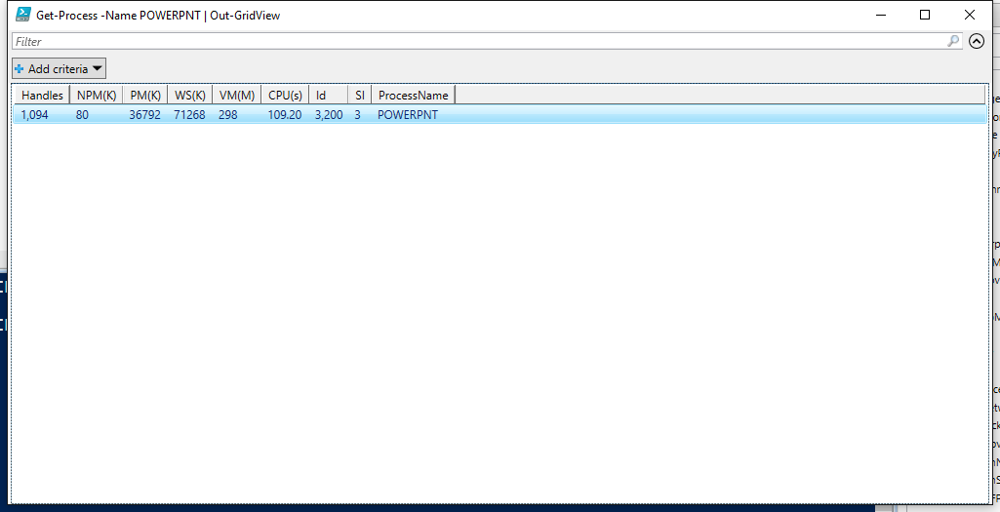 Get-Process -Name POWERPNT | Out-GridView
Filter
Add criteria
Handles NPM(K) PM(K) WS(K) VM(M) CPU(s) Id SI ProcessName
1,094 80 36792 71268 298 109.20 3,200 3 POWERPNT